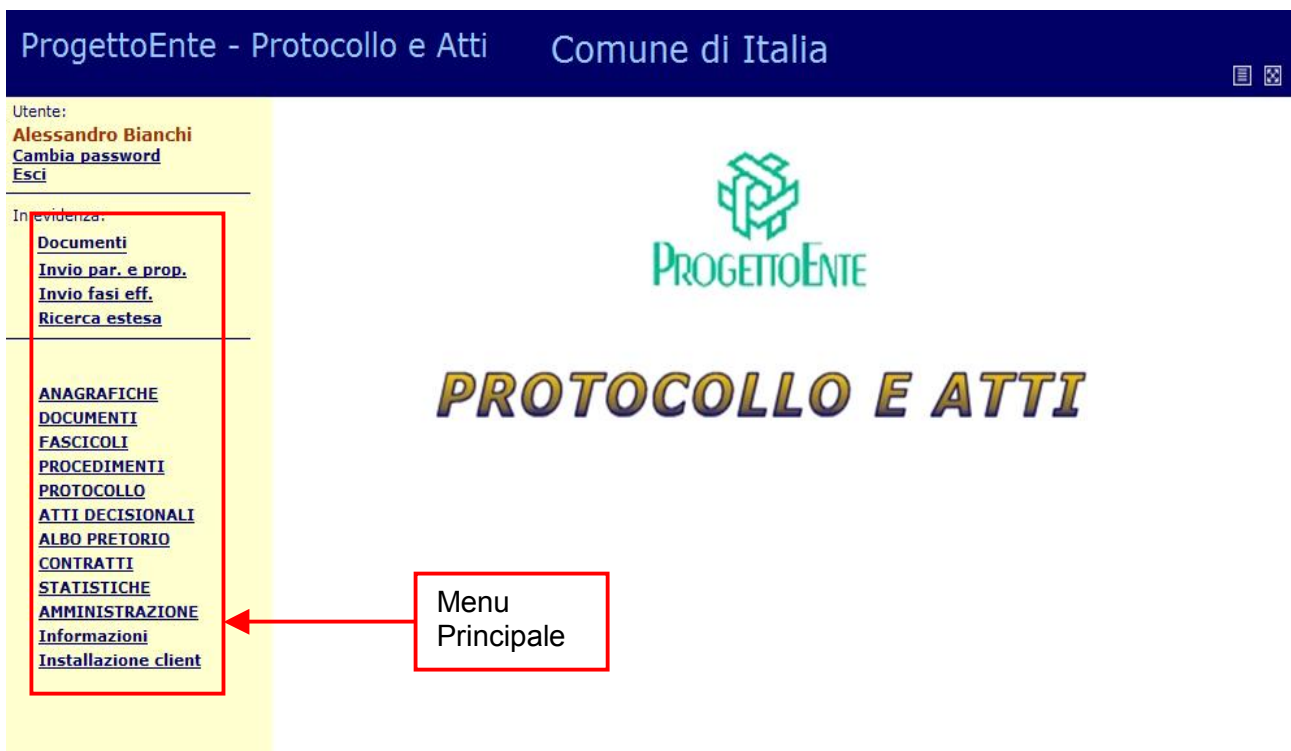 ProgettoEnte - Protocollo e Atti Comune di Italia
Utente:
Alessandro Bianchi
Cambia password
Esci
In evidenza:
Documenti
Invio par. e prop.
Invio fasi eff.
Ricerca estesa
ANAGRAFICHE
DOCUMENTI
FASCICOLI
PROCEDIMENTI
PROTOCOLLO
ATTI DECISIONALI
ALBO PRETORIO
CONTRATTI
STATISTICHE
AMMINISTRAZIONE
Informazioni
Installazione client
PROGETTOENTE
PROTOCOLLO E ATTI
Menu
Principale